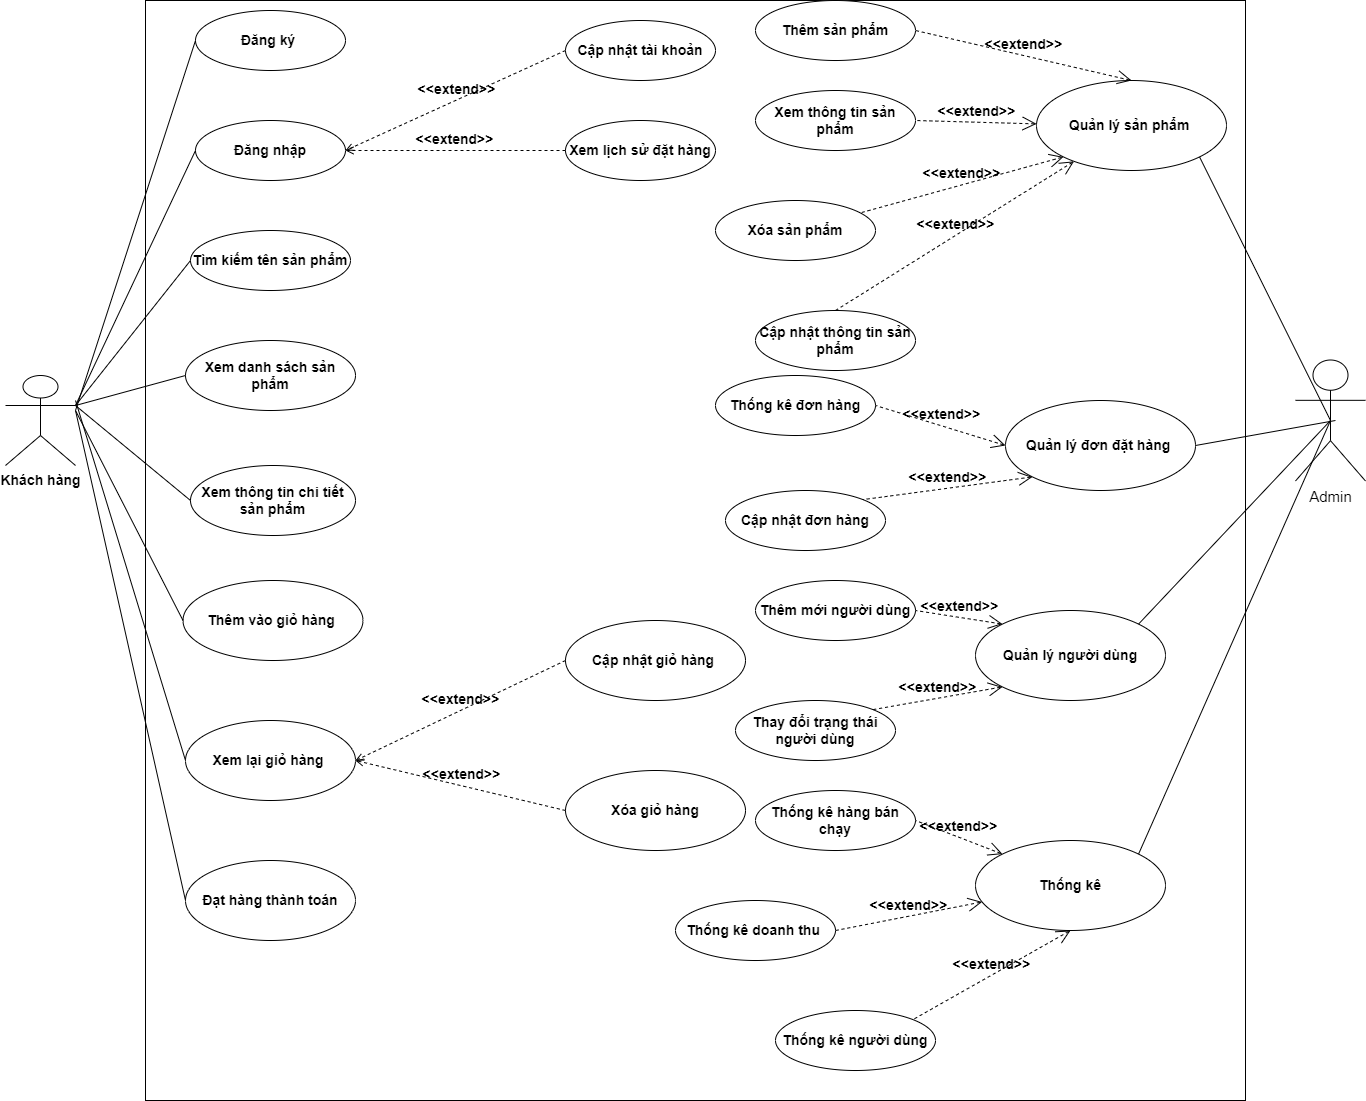 Đăng ký
Đăng nhập
Tìm kiếm tên sản phẩm
Xem danh sách sản
phẩm
Khách hàng
Xem thông tin chi tiết
sản phẩm
Thêm vào giỏ hàng
Xem lại giỏ hàng
Đặt hàng thành toán
Cập nhật tài khoản
<<extend>>
<<extend>>
Xem lịch sử đặt hàng
Cập nhật giỏ hàng
<<extend>>
<<extend>>
Xóa giỏ hàng
Thêm sản phẩm
<<extend>>
Xem thông tin sản
phẩm
<<extend>>
Quản lý sản phẩm
<<extend>>
Xóa sản phẩm
<<extend>>
Cập nhật thông tin sản
phẩm
Thống kê đơn hàng
<<extend>>
Quản lý đơn đặt hàng
<<extend>>
Cập nhật đơn hàng
Admin
Thêm mới người dùng
<<extend>>
Quản lý người dùng
<<extend>>
Thay đổi trạng thái
người dùng
Thống kê hàng bán
chạy
<<extend>>
Thống kê
<<extend>>
Thống kê doanh thu
<<extend>>
Thống kê người dùng